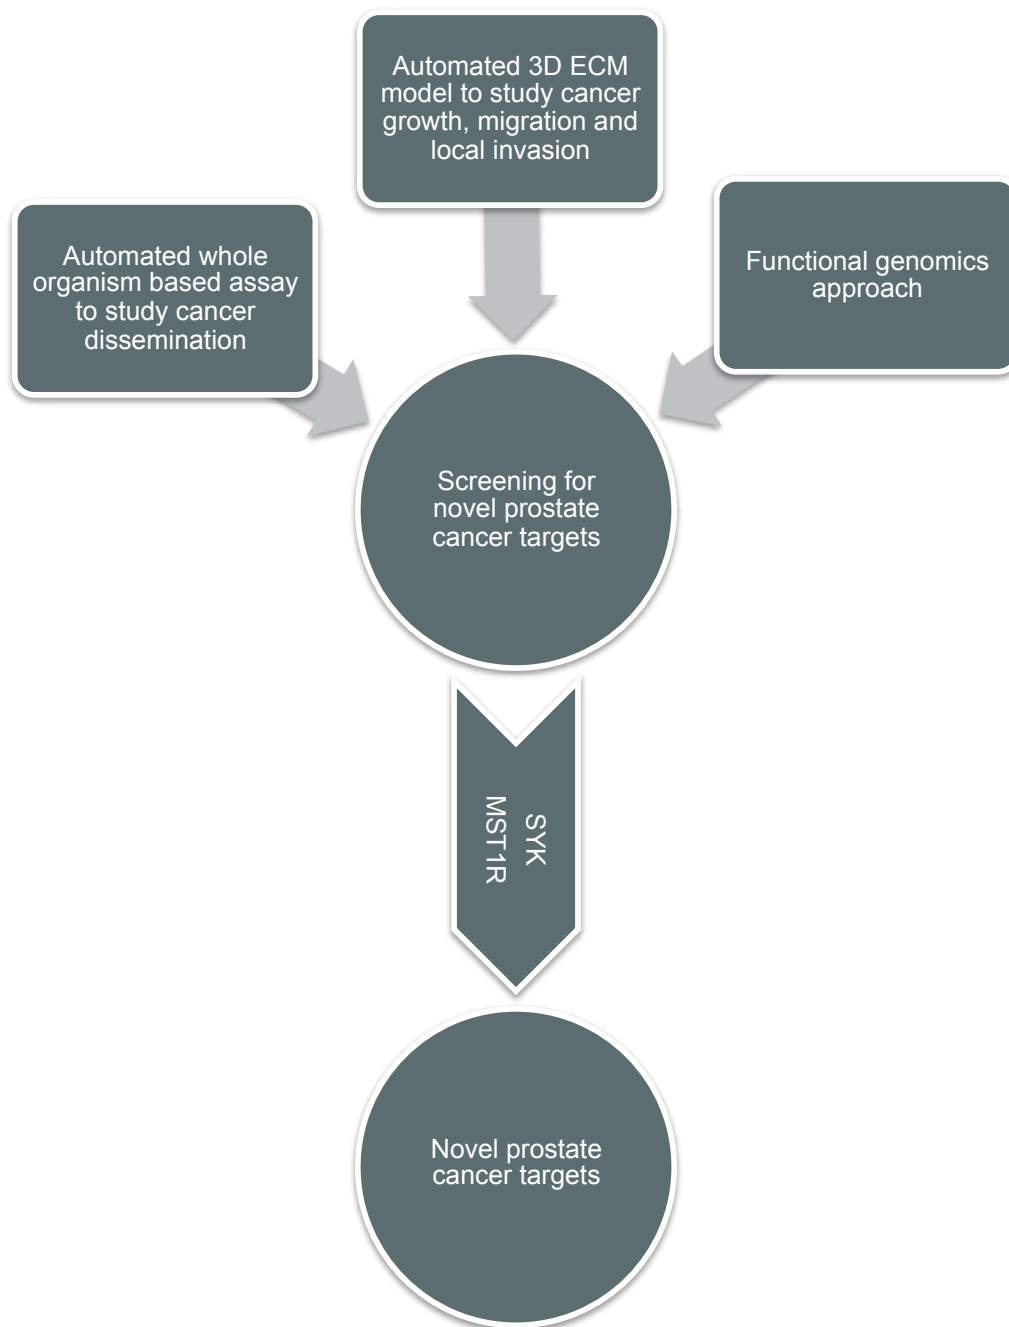 Automated 3D ECM
model to study cancer
growth, migration and
local invasion
Automated whole
organism based assay
to study cancer
dissemination
Functional genomics
approach
Screening for
novel prostate
cancer targets
SYK
MST1R
Novel prostate
cancer targets